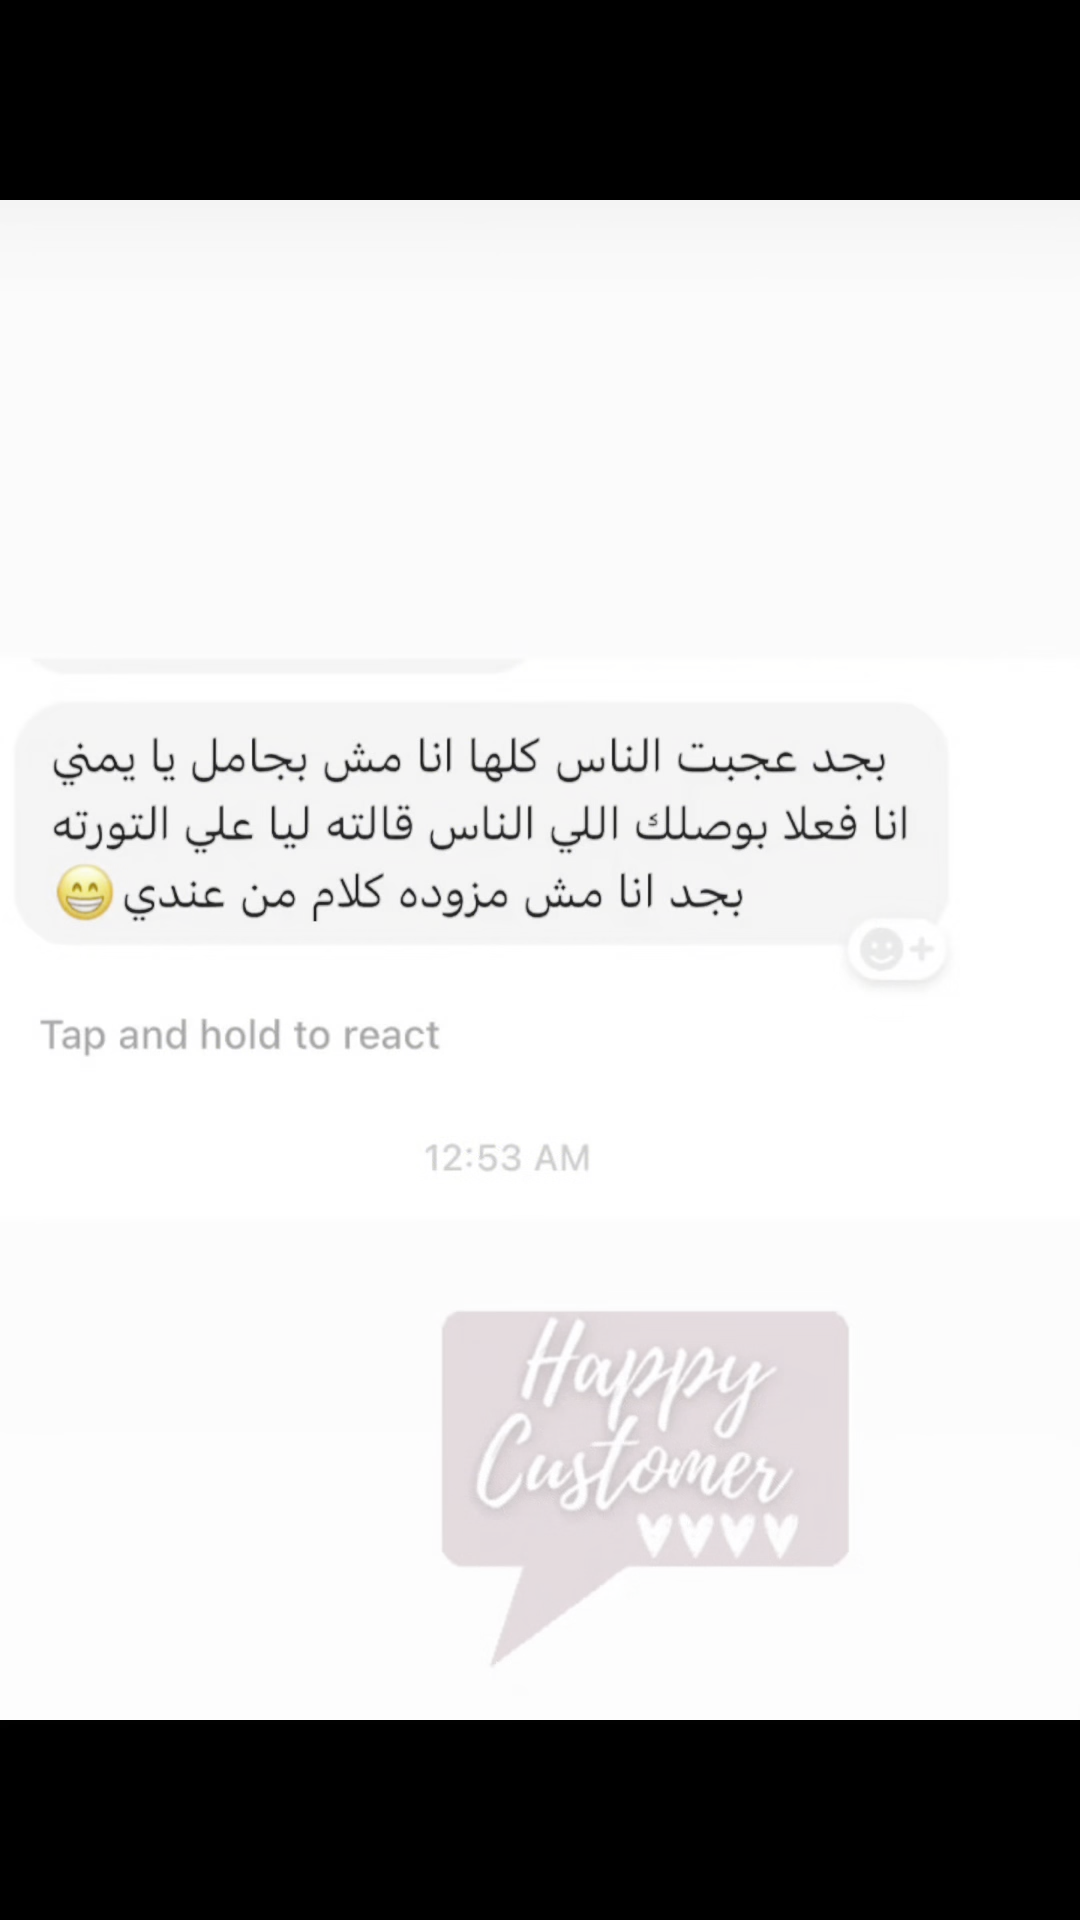 بجد عجبت الناس كلها انا مش بجامل يا يمني
انا فعلا بوصلك اللي الناس قالته ليا علي التورته
بجد انا مش مزوده كلام من عندي 😁
Tap and hold to react
12:53 AM
Happy
Customer